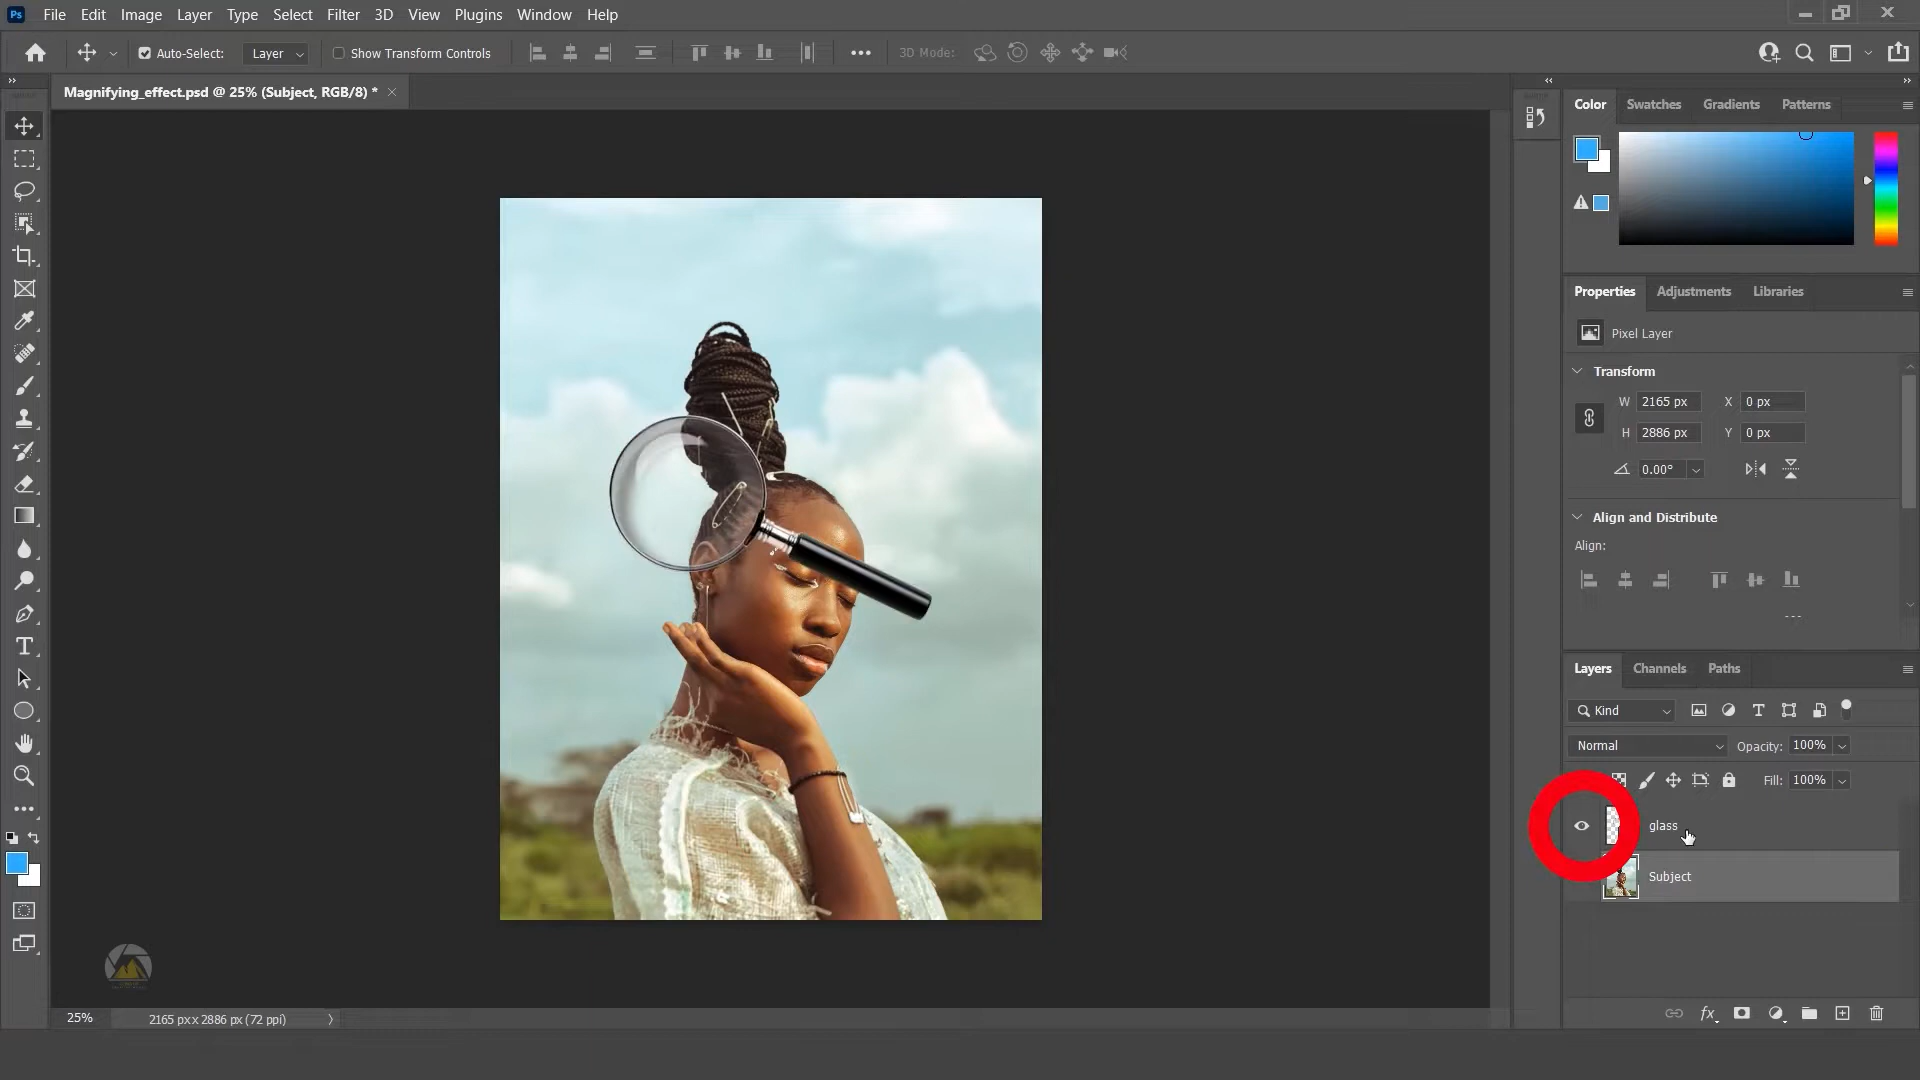 Ps File Edit Image Layer Type Select Filter 3D View Plugins Window Help
Auto-Select: Layer Show Transform Controls 3D Mode:
Magnifying_effect.psd @ 25% (Subject, RGB/8) *
Color Swatches Gradients Patterns
Properties Adjustments Libraries
Pixel Layer
Transform
W 2165 px X 0 px
H 2886 px Y 0 px
0.00°
Align and Distribute
Align:
Layers Channels Paths
Kind
Normal Opacity: 100%
Fill: 100%
glass
Subject
25% 2165 px x 2886 px (72 ppi)